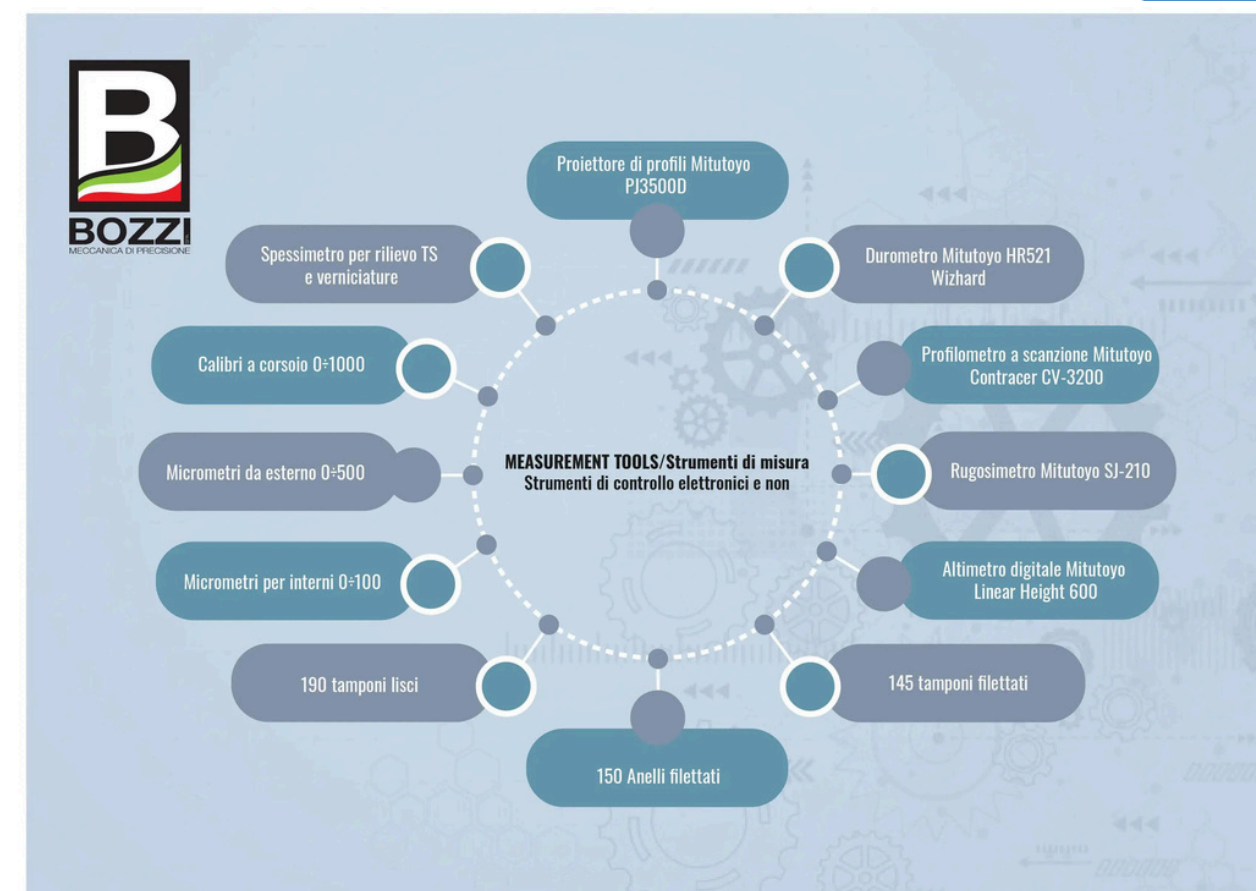 B
BOZZI
MECCANICA DI PRECISIONE
Proiettore di profili Mitutoyo
PJ3500D
Durometro Mitutoyo HR521
Wizhard
Profilometro a scanzione Mitutoyo
Contracer CV-3200
Rugosimetro Mitutoyo SJ-210
Altimetro digitale Mitutoyo
Linear Height 600
145 tamponi filettati
150 Anelli filettati
190 tamponi lisci
Micrometri per interni 0÷100
Micrometri da esterno 0÷500
Calibri a corsoio 0÷1000
Spessimetro per rilievo TS
e verniciature
MEASUREMENT TOOLS/Strumenti di misura
Strumenti di controllo elettronici e non